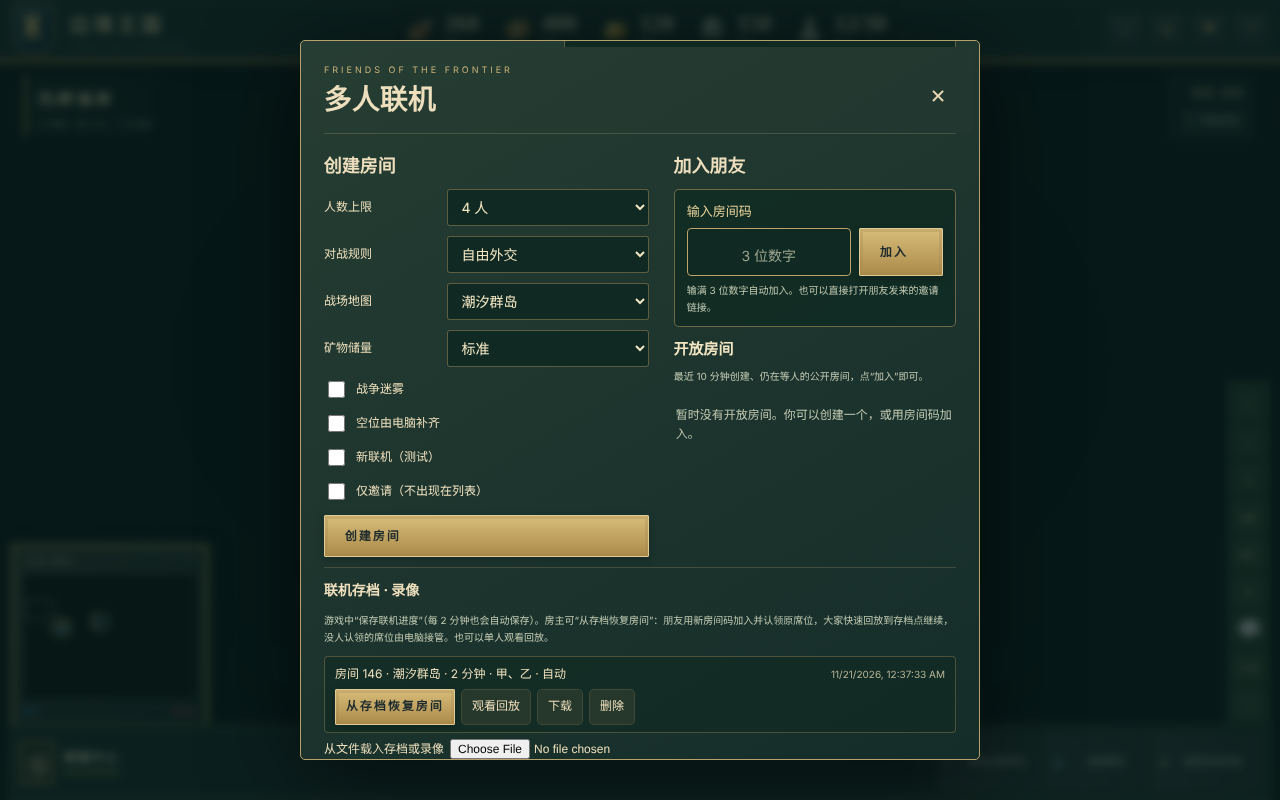 FRIENDS OF THE FRONTIER
多人联机
✕
创建房间
人数上限
4 人
对战规则
自由外交
战场地图
潮汐群岛
矿物储量
标准
战争迷雾
空位由电脑补齐
新联机（测试）
仅邀请（不出现在列表）
创建房间
加入朋友
输入房间码
3 位数字
加入
输满 3 位数字自动加入。也可以直接打开朋友发来的邀请
链接。
开放房间
最近 10 分钟创建、仍在等人的公开房间，点“加入”即可。
暂时没有开放房间。你可以创建一个，或用房间码加
入。
联机存档 · 录像
游戏中“保存联机进度”（每 2 分钟也会自动保存）。房主可“从存档恢复房间”：朋友用新房间码加入并认领原席位，大家快速回放到存档点继续，
没人认领的席位由电脑接管。也可以单人观看回放。
房间 146 · 潮汐群岛 · 2 分钟 · 甲、乙 · 自动
11/21/2026, 12:37:33 AM
从存档恢复房间
观看回放
下载
删除
从文件载入存档或录像
Choose File
No file chosen